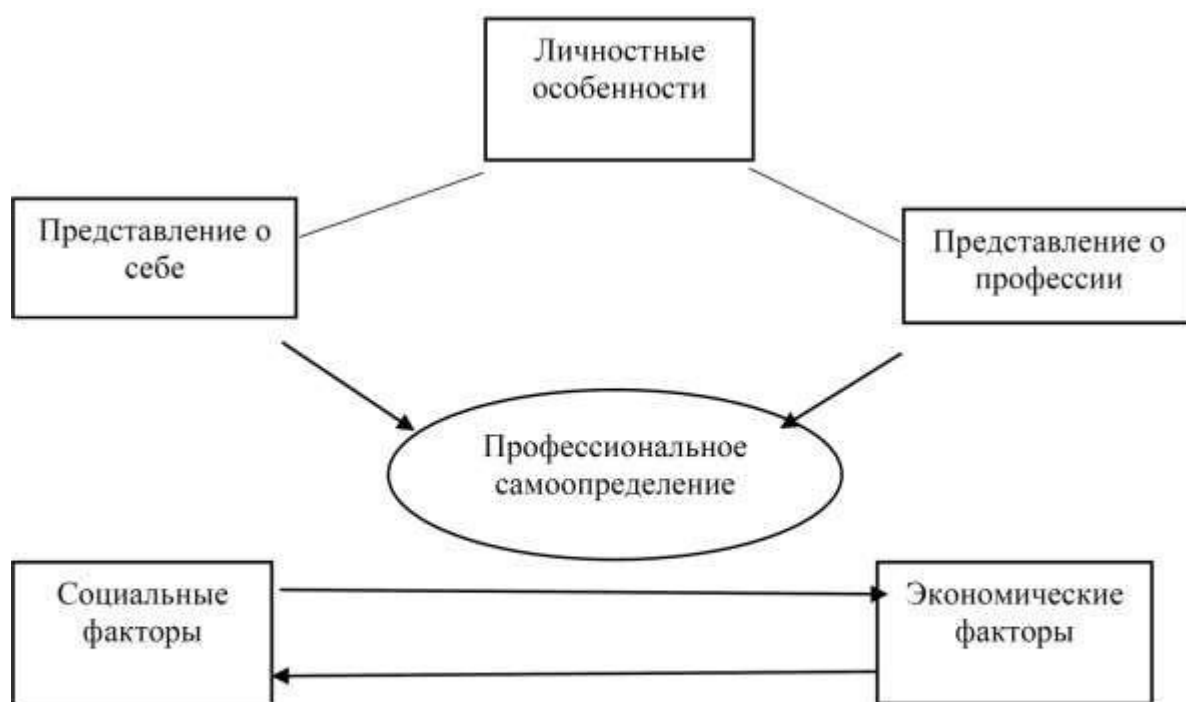 Личностные
особенности
Представление о
себе
Представление о
профессии
Профессиональное
самоопределение
Социальные
факторы
Экономические
факторы